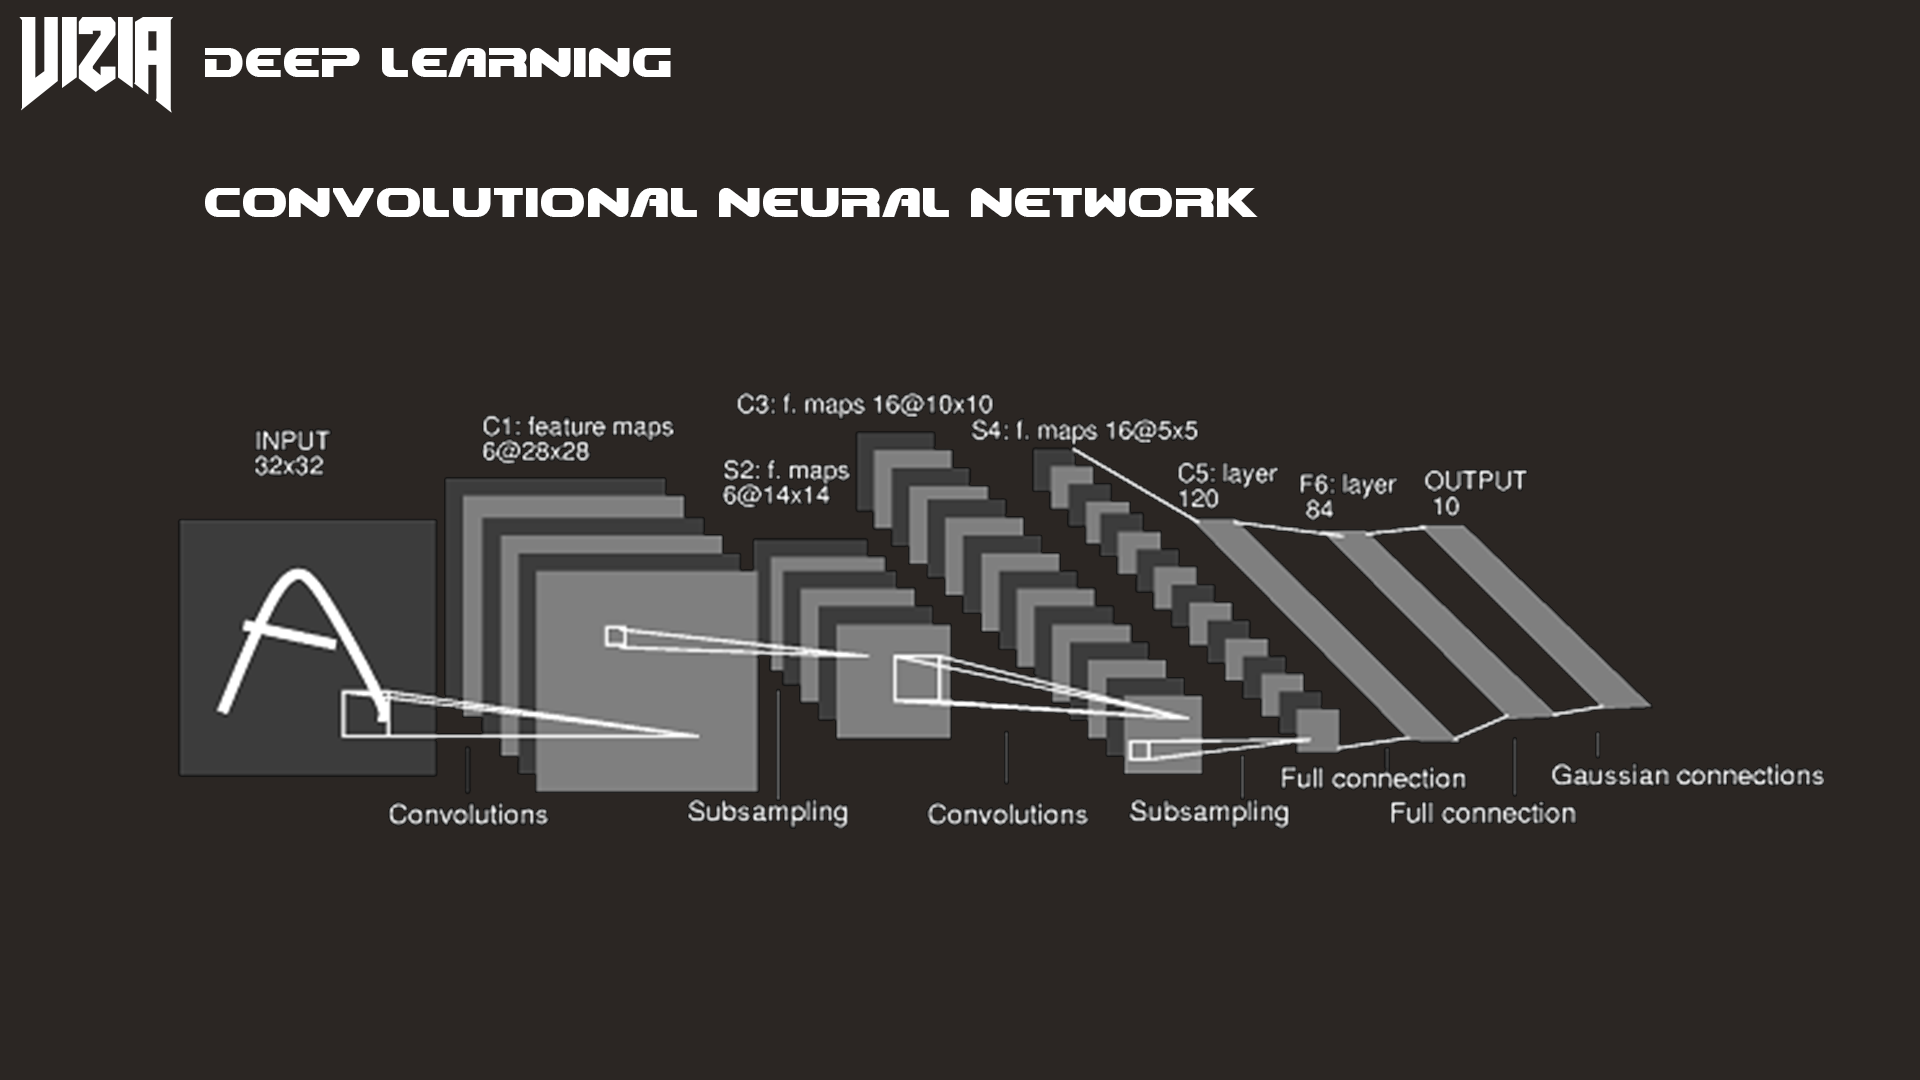 VIZIA
DEEP LEARNING
CONVOLUTIONAL NEURAL NETWORK
INPUT
32x32
C1: feature maps
6@28x28
S2: f. maps
6@14x14
C3: f. maps 16@10x10
S4: f. maps 16@5x5
C5: layer
120
F6: layer
84
OUTPUT
10
A
Convolutions
Subsampling
Convolutions
Subsampling
Full connection
Full connection
Gaussian connections